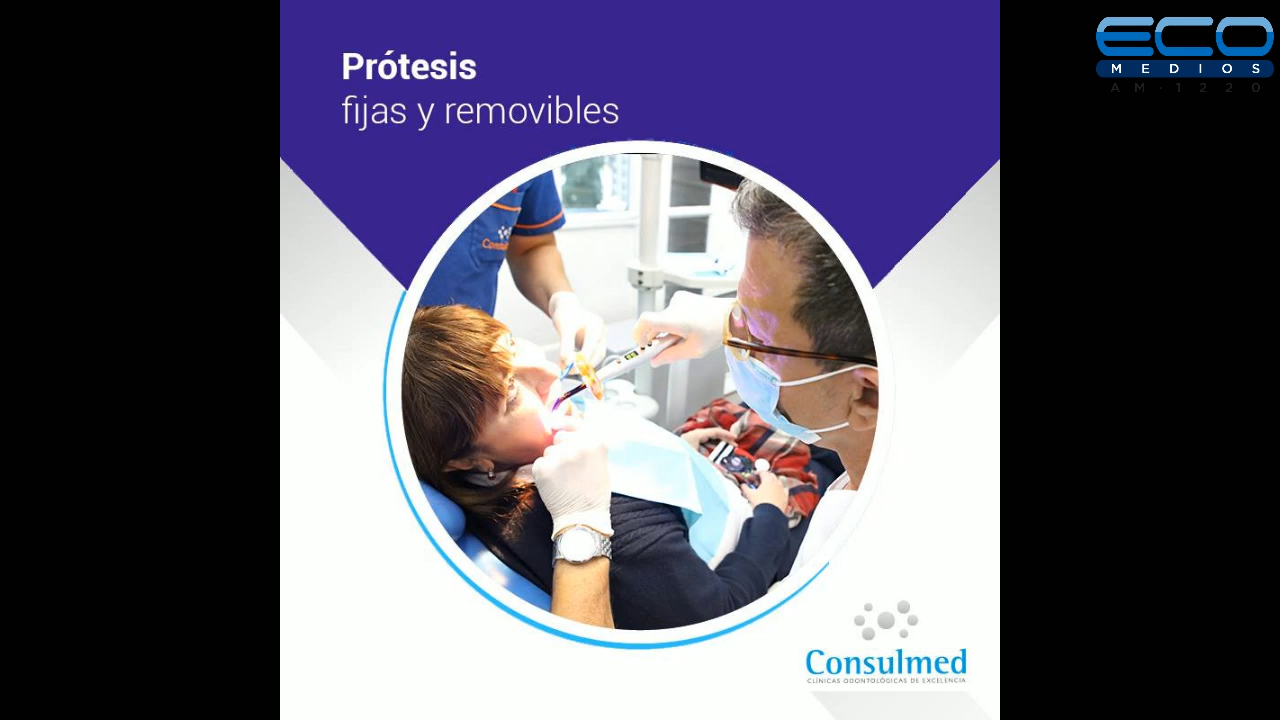 Prótesis
fijas y removibles
ECO
MEDIOS
AM·1220
Consulmed
CLÍNICAS ODONTOLÓGICAS DE EXCELENCIA